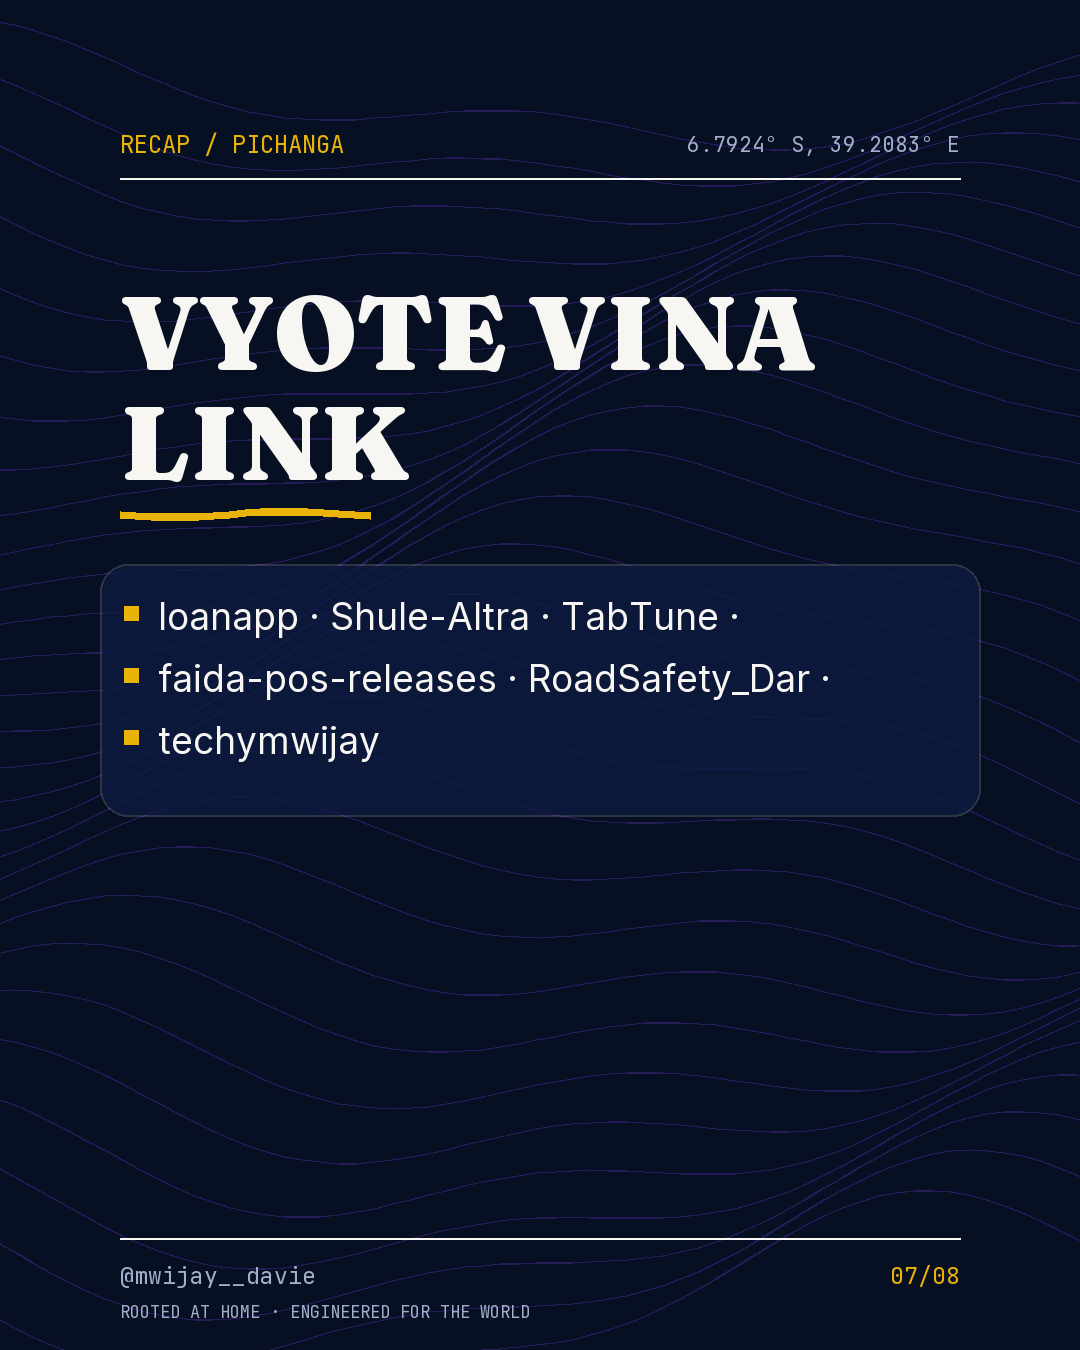 RECAP / PICHANGA
6.7924° S, 39.2083° E
VYOTE VINA
LINK
loanapp · Shule-Altra · TabTune ·
faida-pos-releases · RoadSafety_Dar ·
techymwijay
@mwijay__davie
07/08
ROOTED AT HOME · ENGINEERED FOR THE WORLD